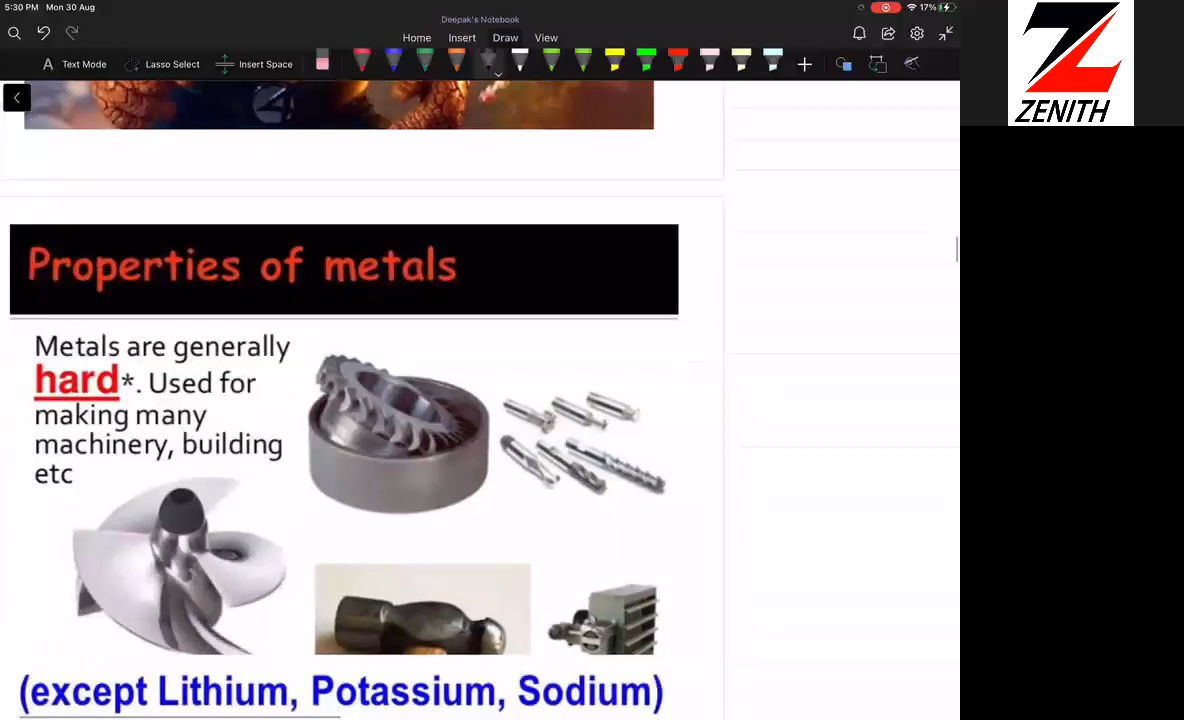 5:30 PM Mon 30 Aug
17%
Deepak's Notebook
Home Insert Draw View
Text Mode Lasso Select Insert Space
ZENITH
Properties of metals
Metals are generally
hard*. Used for
making many
machinery, building
etc
(except Lithium, Potassium, Sodium)